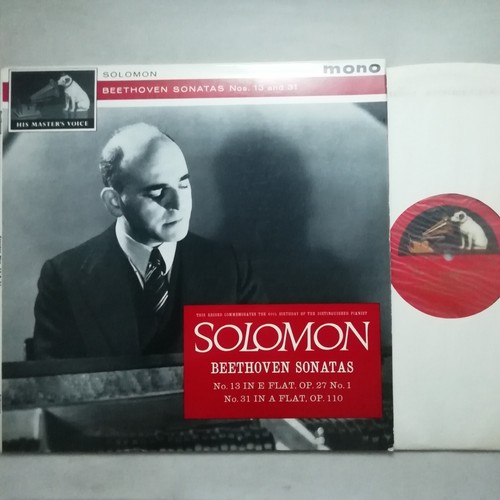 SOLOMON
mono
BEETHOVEN SONATAS Nos. 13 and 31
HIS MASTER'S VOICE
THIS RECORD COMMEMORATES THE 60th BIRTHDAY OF THE DISTINGUISHED PIANIST
SOLOMON
BEETHOVEN SONATAS
No. 13 IN E FLAT, OP. 27 No. 1
No. 31 IN A FLAT, OP. 110